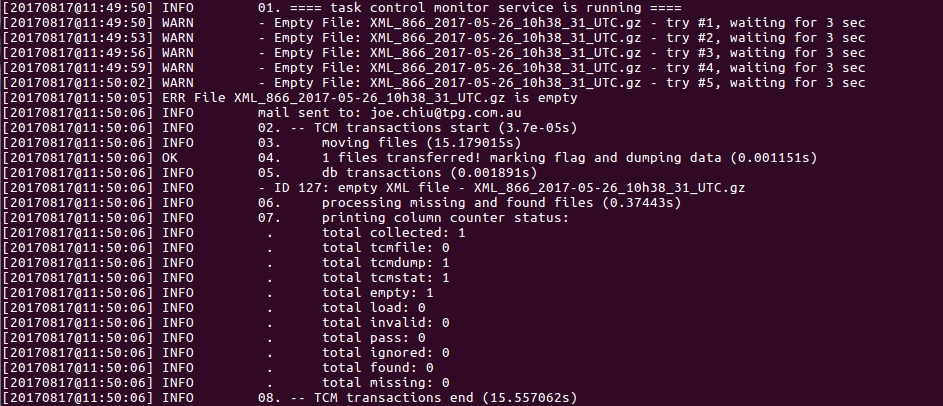 [20170817@11:49:50] INFO 01. ==== task control monitor service is running ====
[20170817@11:49:50] WARN - Empty File: XML_866_2017-05-26_10h38_31_UTC.gz - try #1, waiting for 3 sec
[20170817@11:49:53] WARN - Empty File: XML_866_2017-05-26_10h38_31_UTC.gz - try #2, waiting for 3 sec
[20170817@11:49:56] WARN - Empty File: XML_866_2017-05-26_10h38_31_UTC.gz - try #3, waiting for 3 sec
[20170817@11:49:59] WARN - Empty File: XML_866_2017-05-26_10h38_31_UTC.gz - try #4, waiting for 3 sec
[20170817@11:50:02] WARN - Empty File: XML_866_2017-05-26_10h38_31_UTC.gz - try #5, waiting for 3 sec
[20170817@11:50:05] ERR File XML_866_2017-05-26_10h38_31_UTC.gz is empty
[20170817@11:50:06] INFO mail sent to: joe.chiu@tpg.com.au
[20170817@11:50:06] INFO 02. -- TCM transactions start (3.7e-05s)
[20170817@11:50:06] INFO 03. moving files (15.179015s)
[20170817@11:50:06] OK 04. 1 files transferred! marking flag and dumping data (0.001151s)
[20170817@11:50:06] INFO 05. db transactions (0.001891s)
[20170817@11:50:06] INFO - ID 127: empty XML file - XML_866_2017-05-26_10h38_31_UTC.gz
[20170817@11:50:06] INFO 06. processing missing and found files (0.37443s)
[20170817@11:50:06] INFO 07. printing column counter status:
[20170817@11:50:06] INFO . total collected: 1
[20170817@11:50:06] INFO . total tcmfile: 0
[20170817@11:50:06] INFO . total tcmdump: 1
[20170817@11:50:06] INFO . total tcmstat: 1
[20170817@11:50:06] INFO . total empty: 1
[20170817@11:50:06] INFO . total load: 0
[20170817@11:50:06] INFO . total invalid: 0
[20170817@11:50:06] INFO . total pass: 0
[20170817@11:50:06] INFO . total ignored: 0
[20170817@11:50:06] INFO . total found: 0
[20170817@11:50:06] INFO . total missing: 0
[20170817@11:50:06] INFO 08. -- TCM transactions end (15.557062s)